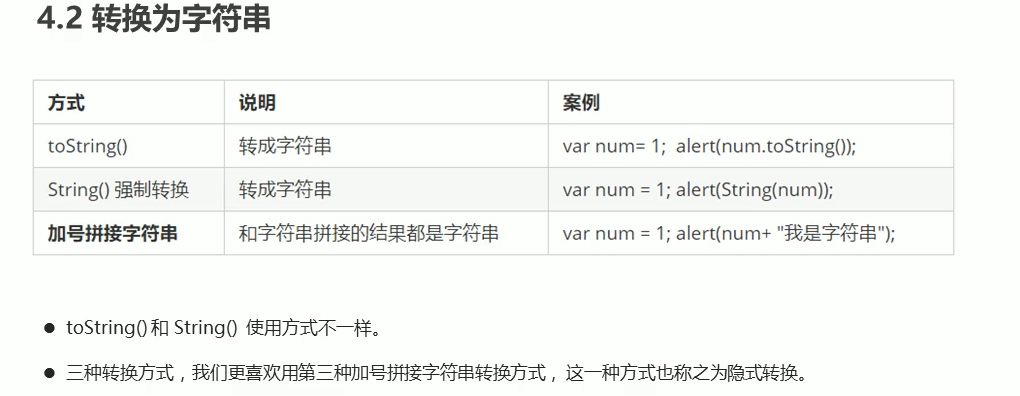 4.2 转换为字符串
方式 说明 案例
toString() 转成字符串 var num= 1;  alert(num.toString());
String() 强制转换 转成字符串 var num = 1; alert(String(num));
加号拼接字符串 和字符串拼接的结果都是字符串 var num = 1; alert(num+ "我是字符串");
● toString()和 String()  使用方式不一样。
● 三种转换方式，我们更喜欢用第三种加号拼接字符串转换方式， 这一种方式也称之为隐式转换。